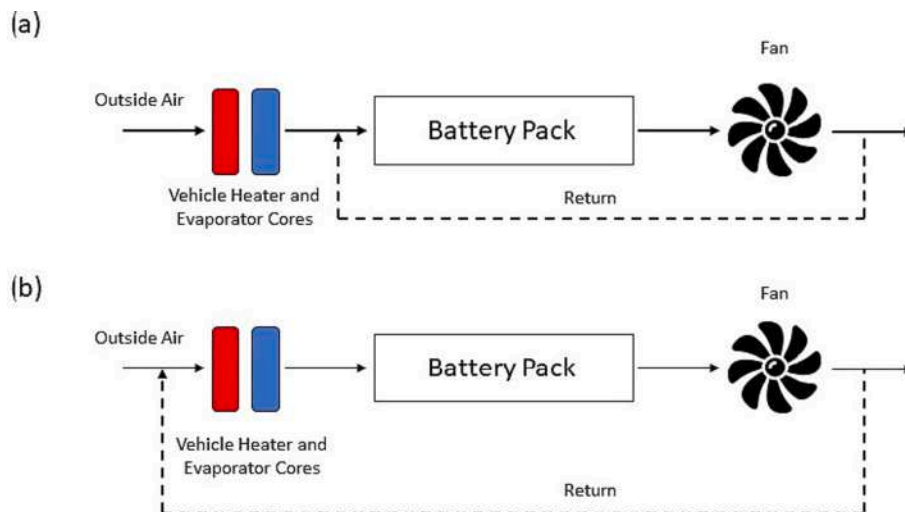 (a)
Fan
Outside Air
Battery Pack
Vehicle Heater and
Evaporator Cores
Return
(b)
Fan
Outside Air
Battery Pack
Vehicle Heater and
Evaporator Cores
Return